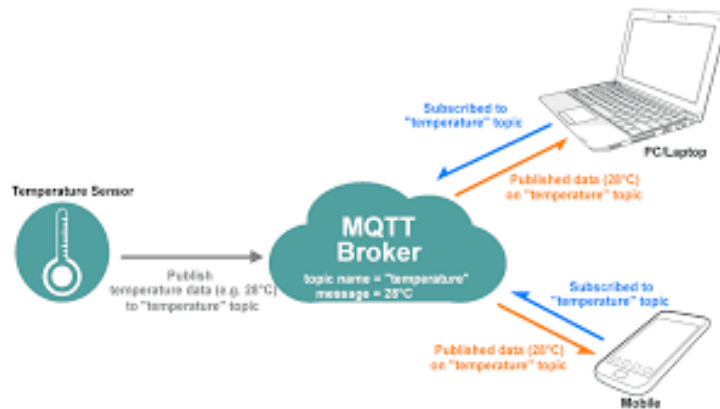 Subscribed to
"temperature" topic
PC/Laptop
Published data (28°C)
on "temperature" topic
Temperature Sensor
MQTT
Broker
topic name = "temperature"
message = 28°C
Publish
temperature data (e.g. 28°C)
to "temperature" topic
Subscribed to
"temperature" topic
Published data (28°C)
on "temperature" topic
Mobile